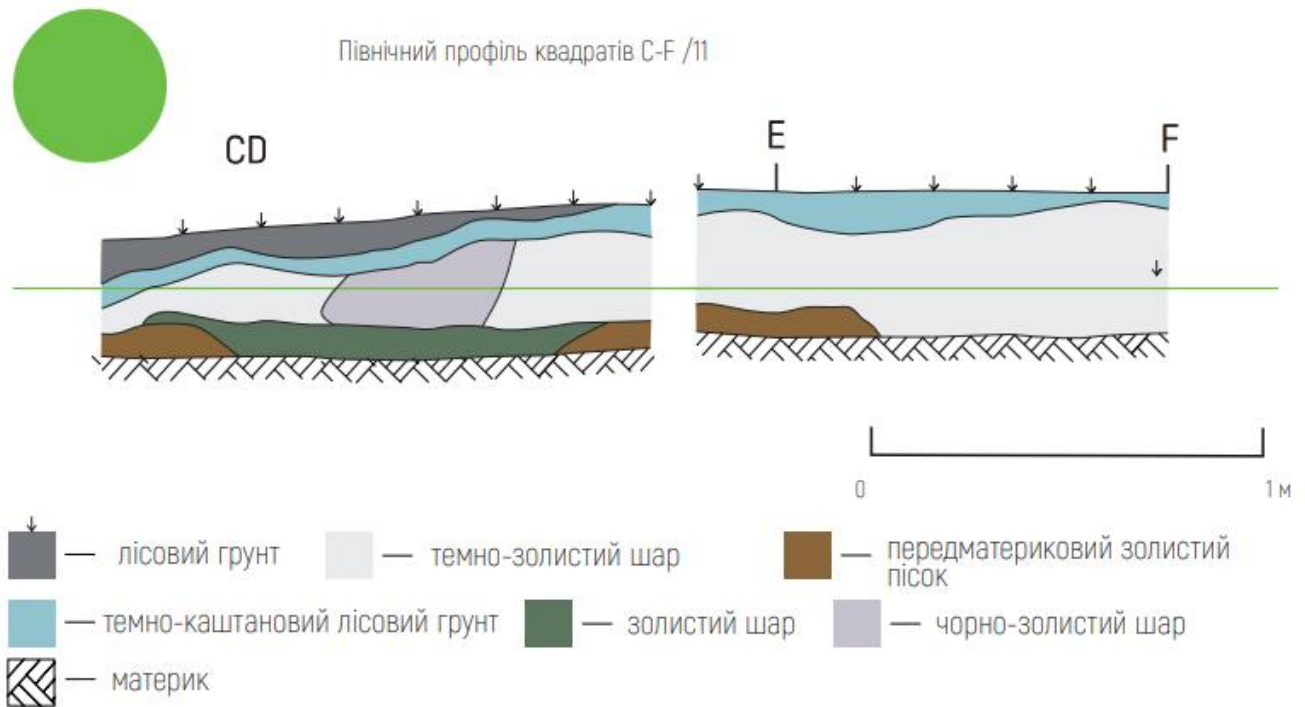 Північний профіль квадратів C-F /11
CD
E
F
0
1 м
лісовий грунт
темно-золистий шар
передматериковий золистий
пісок
темно-каштановий лісовий грунт
золистий шар
чорно-золистий шар
материк